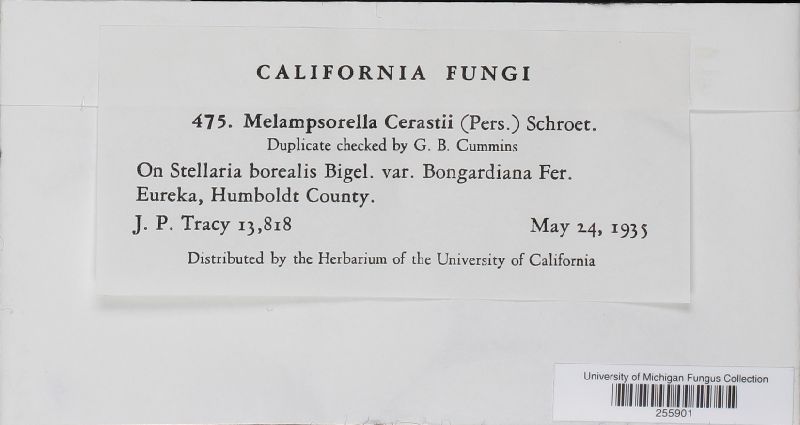 CALIFORNIA FUNGI
475. Melampsorella Cerastii (Pers.) Schroet.
Duplicate checked by G. B. Cummins
On Stellaria borealis Bigel. var. Bongardiana Fer.
Eureka, Humboldt County.
J. P. Tracy 13,818 May 24, 1935
Distributed by the Herbarium of the University of California
University of Michigan Fungus Collection
255901